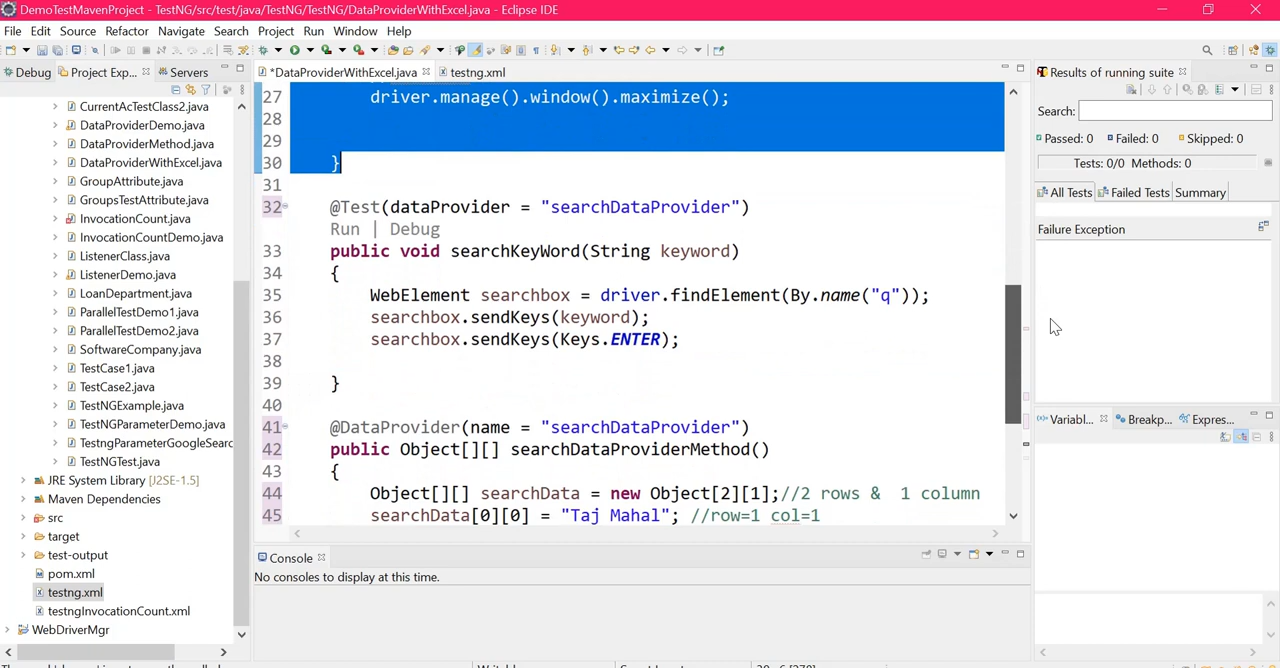 DemoTestMavenProject - TestNG/src/test/java/TestNG/TestNG/DataProviderWithExcel.java - Eclipse IDE
File Edit Source Refactor Navigate Search Project Run Window Help
Debug Project Exp... Servers
CurrentAcTestClass2.java
DataProviderDemo.java
DataProviderMethod.java
DataProviderWithExcel.java
GroupAttribute.java
GroupsTestAttribute.java
InvocationCount.java
InvocationCountDemo.java
ListenerClass.java
ListenerDemo.java
LoanDepartment.java
ParallelTestDemo1.java
ParallelTestDemo2.java
SoftwareCompany.java
TestCase1.java
TestCase2.java
TestNGExample.java
TestNGParameterDemo.java
TestngParameterGoogleSearc
TestNGTest.java
JRE System Library [J2SE-1.5]
Maven Dependencies
src
target
test-output
pom.xml
testng.xml
testngInvocationCount.xml
WebDriverMgr
*DataProviderWithExcel.java testng.xml
27 driver.manage().window().maximize();
28
29
30 }
31
32 @Test(dataProvider = "searchDataProvider")
Run | Debug
33 public void searchKeyWord(String keyword)
34 {
35 WebElement searchbox = driver.findElement(By.name("q"));
36 searchbox.sendKeys(keyword);
37 searchbox.sendKeys(Keys.ENTER);
38
39 }
40
41 @DataProvider(name = "searchDataProvider")
42 public Object[][] searchDataProviderMethod()
43 {
44 Object[][] searchData = new Object[2][1];//2 rows & 1 column
45 searchData[0][0] = "Taj Mahal"; //row=1 col=1
Console
No consoles to display at this time.
Results of running suite
Search:
Passed: 0 Failed: 0 Skipped: 0
Tests: 0/0 Methods: 0
All Tests Failed Tests Summary
Failure Exception
Variabl... Breakp... Expres...